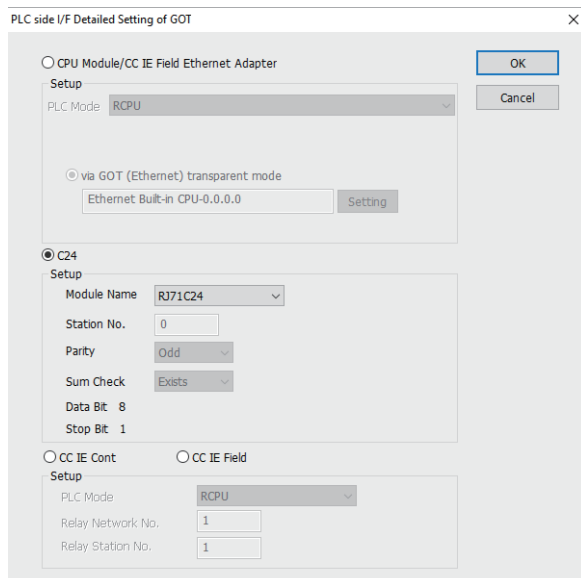 PLC side I/F Detailed Setting of GOT
CPU Module/CC IE Field Ethernet Adapter
OK
Setup
Cancel
PLC Mode RCPU
via GOT (Ethernet) transparent mode
Ethernet Built-in CPU-0.0.0.0
Setting
C24
Setup
Module Name RJ71C24
Station No. 0
Parity Odd
Sum Check Exists
Data Bit 8
Stop Bit 1
CC IE Cont CC IE Field
Setup
PLC Mode RCPU
Relay Network No. 1
Relay Station No. 1